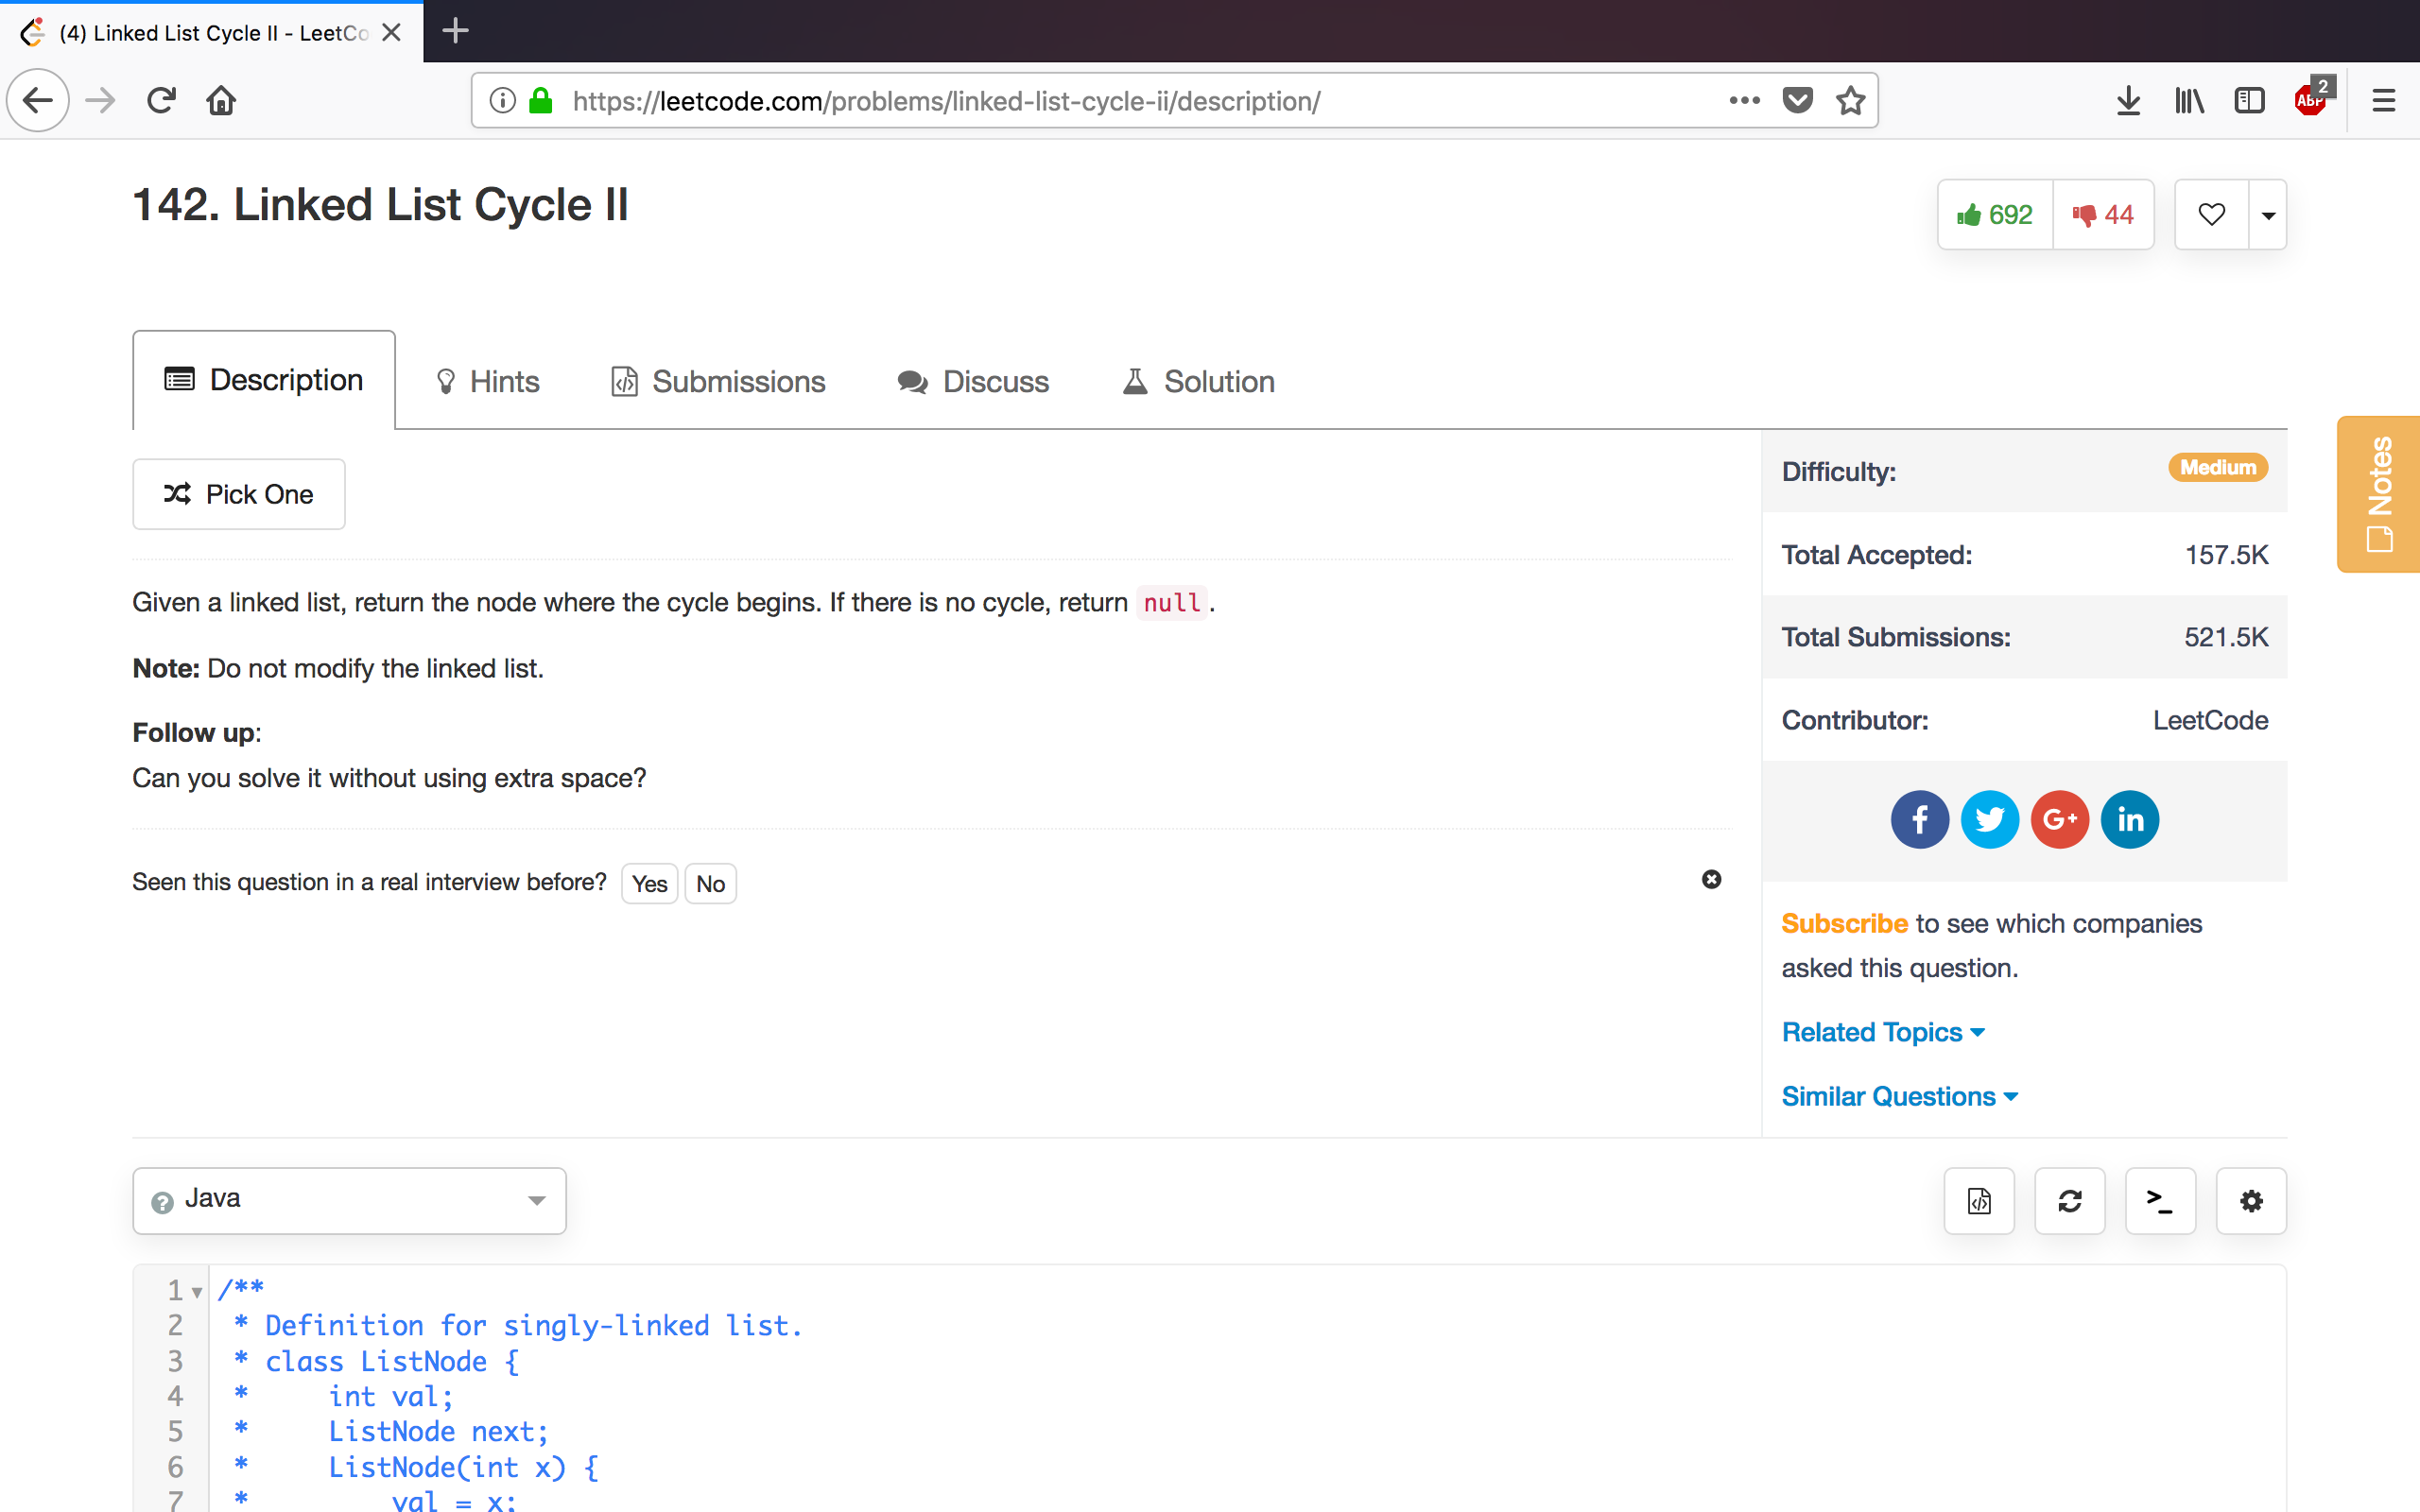 (4) Linked List Cycle II - LeetCo
https://leetcode.com/problems/linked-list-cycle-ii/description/
ABP 2
142. Linked List Cycle II
692 44
Description Hints Submissions Discuss Solution
Notes
Pick One
Given a linked list, return the node where the cycle begins. If there is no cycle, return null.
Note: Do not modify the linked list.
Follow up:
Can you solve it without using extra space?
Seen this question in a real interview before? Yes No
Difficulty: Medium
Total Accepted: 157.5K
Total Submissions: 521.5K
Contributor: LeetCode
f G+ in
Subscribe to see which companies
asked this question.
Related Topics
Similar Questions
? Java
</> >_
1 /**
2 * Definition for singly-linked list.
3 * class ListNode {
4 *     int val;
5 *     ListNode next;
6 *     ListNode(int x) {
7 *         val = x;